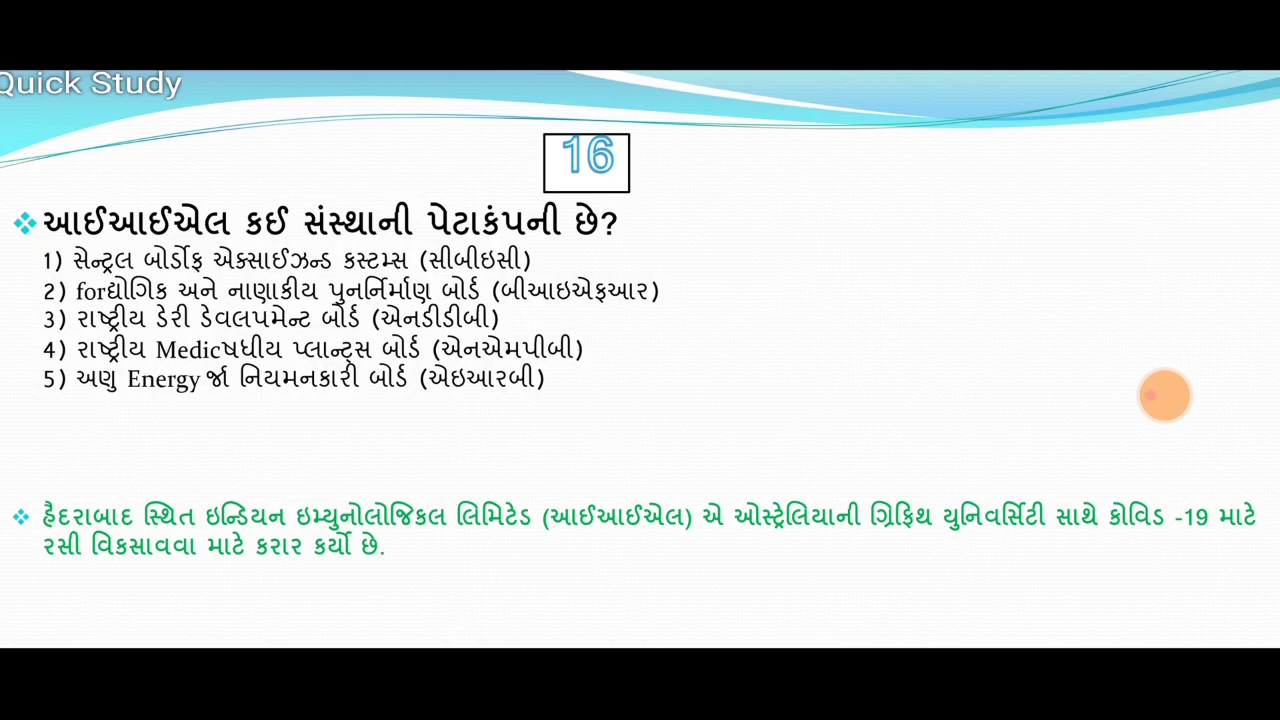 Quick Study
16
આઈઆઈએલ કઈ સંસ્થાની પેટાકંપની છે?
1) સેન્ટ્રલ બોર્ડોફ એક્સાઈઝન્ડ કસ્ટમ્સ (સીબીઇસી)
2) forદ્યોગિક અને નાણાકીય પુનર્નિર્માણ બોર્ડ (બીઆઇએફઆર)
3) રાષ્ટ્રીય ડેરી ડેવલપમેન્ટ બોર્ડ (એનડીડીબી)
4) રાષ્ટ્રીય Medicષધીય પ્લાન્ટ્સ બોર્ડ (એનએમપીબી)
5) અણુ Energy ર્જા નિયમનકારી બોર્ડ (એઇઆરબી)
હૈદરાબાદ સ્થિત ઇન્ડિયન ઇમ્યુનોલોજિકલ લિમિટેડ (આઈઆઈએલ) એ ઓસ્ટ્રેલિયાની ગ્રિફિથ યુનિવર્સિટી સાથે કોવિડ -19 માટે
રસી વિકસાવવા માટે કરાર કર્યો છે.